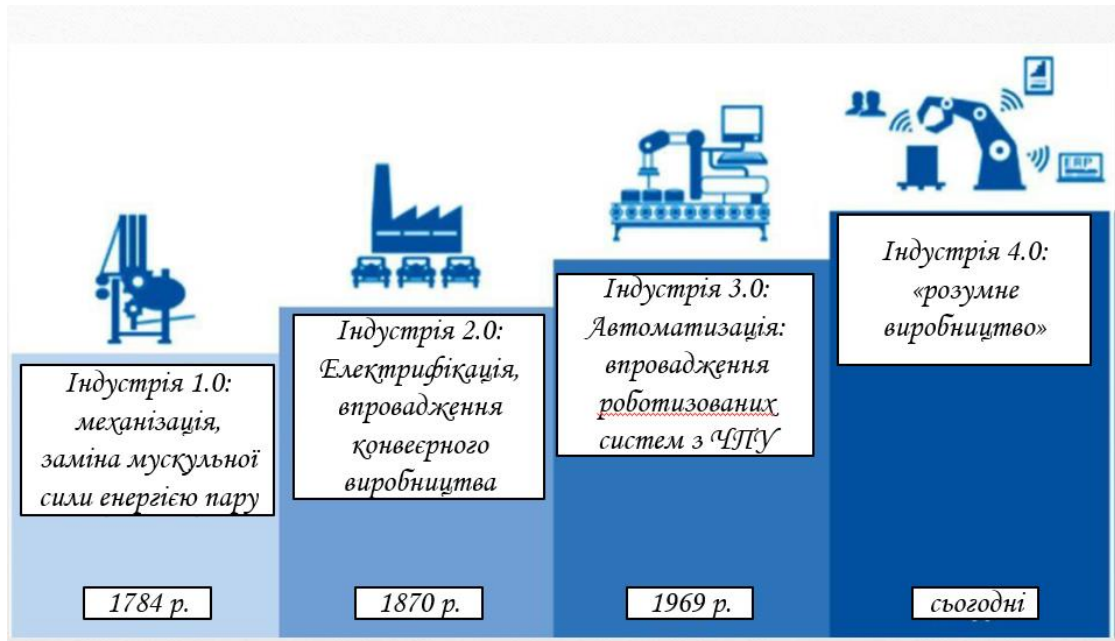 ERP
Індустрія 1.0:
механізація,
заміна мускульної
сили енергією пару
1784 р.
Індустрія 2.0:
Електрифікація,
впровадження
конвеєрного
виробництва
1870 р.
Індустрія 3.0:
Автоматизація:
впровадження
роботизованих
систем з ЧПУ
1969 р.
Індустрія 4.0:
«розумне
виробництво»
сьогодні